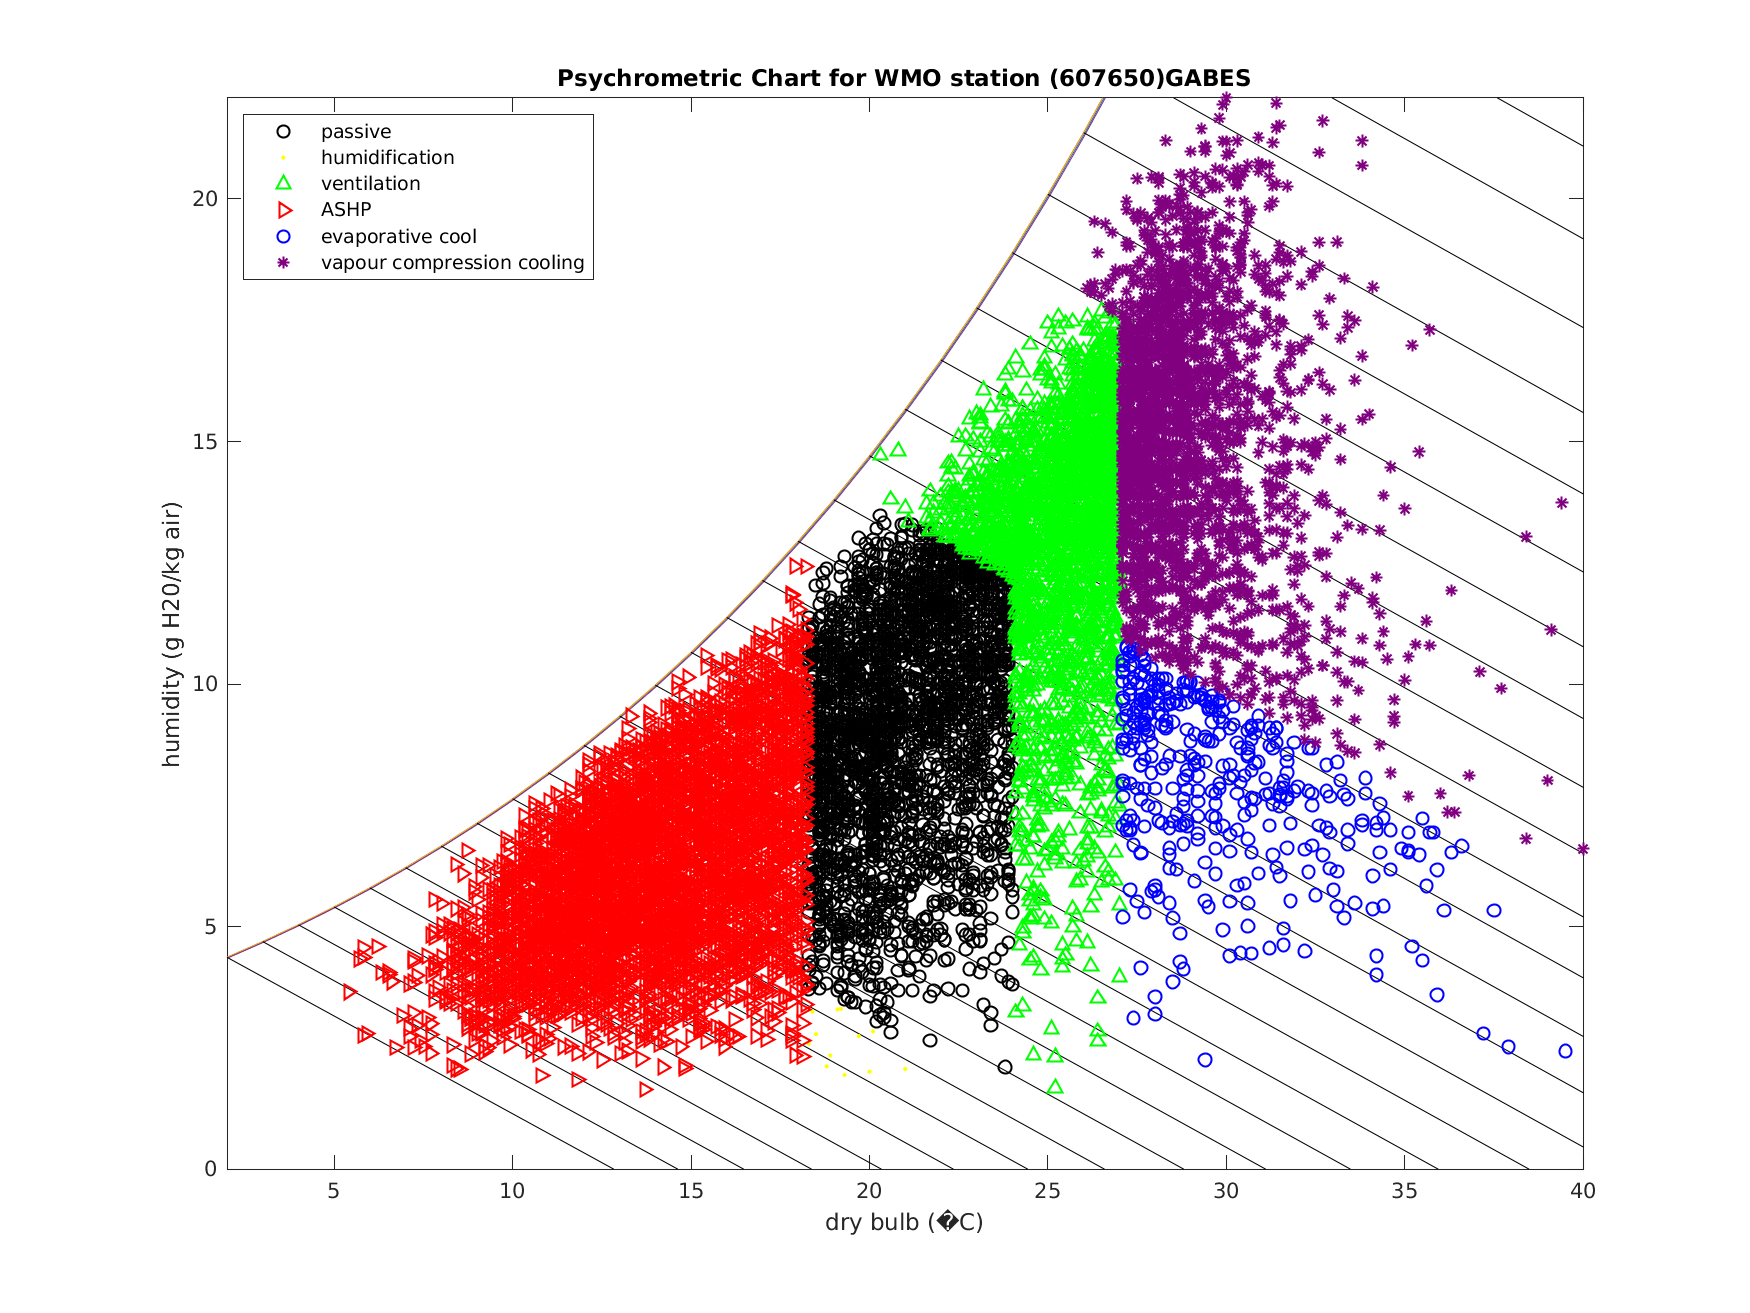 Psychrometric Chart for WMO station (607650)GABES
passive
humidification
ventilation
ASHP
evaporative cool
vapour compression cooling
humidity (g H20/kg air)
20
15
10
5
0
5 10 15 20 25 30 35 40
dry bulb (�C)